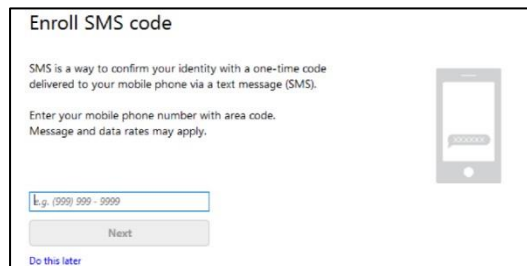 Enroll SMS code
SMS is a way to confirm your identity with a one-time code
delivered to your mobile phone via a text message (SMS).
Enter your mobile phone number with area code.
Message and data rates may apply.
XXXXXX
E.g. (999) 999 - 9999
Next
Do this later